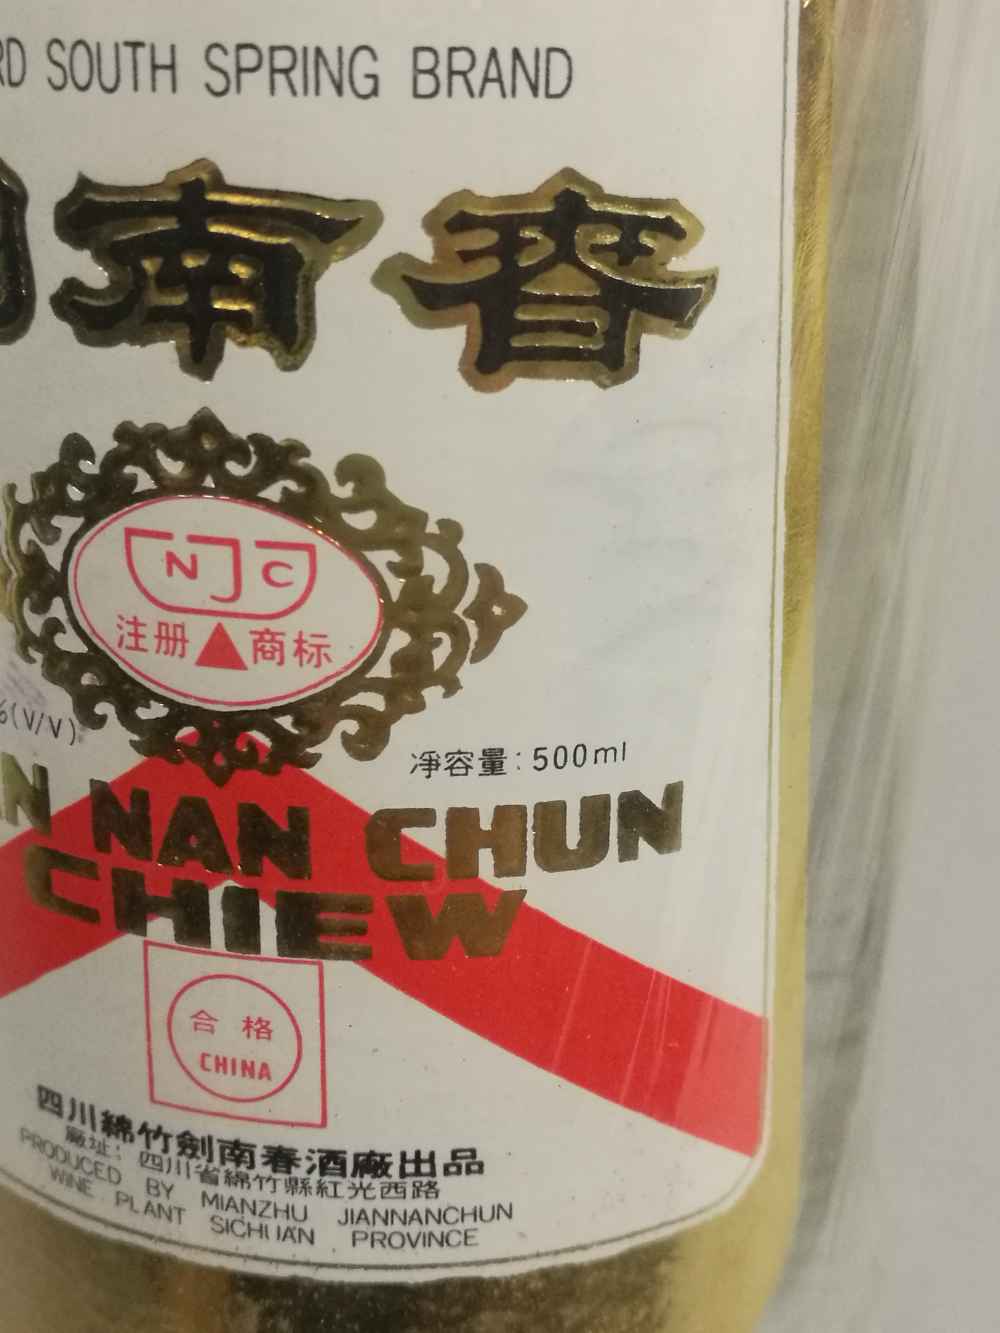 RD SOUTH SPRING BRAND
南春
NJC
注册 商标
%(V/V)
凈容量:500ml
N NAN CHUN
CHIEW
合格
CHINA
四川綿竹劍南春酒廠出品
廠址:四川省綿竹縣紅光西路
PRODUCED BY MIANZHU JIANNANCHUN
WINE PLANT SICHUAN PROVINCE